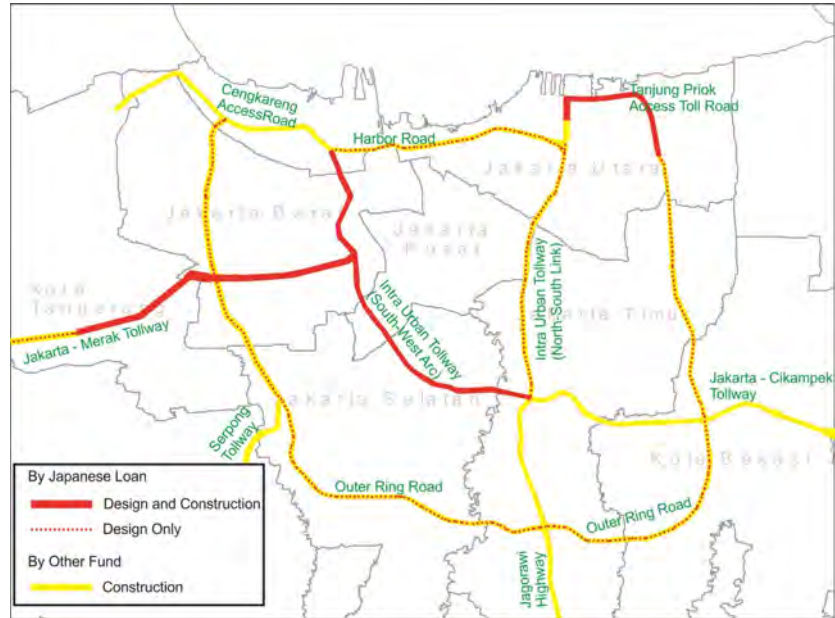 Cengkareng
AccessRoad
Tanjung Priok
Access Toll Road
Harbor Road
Jakarta Utara
Jakarta Barat
Jakarta
Pusat
Kota
Tangerang
Intra Urban Tollway
(South-West Arc)
Intra Urban Tollway
(North-South Link)
Jakarta Timur
Jakarta - Merak Tollway
Jakarta - Cikampek
Tollway
Jakarta Selatan
Serpong
Tollway
Kota Bekasi
Outer Ring Road
Outer Ring Road
Jagorawi
Highway
By Japanese Loan
Design and Construction
Design Only
By Other Fund
Construction